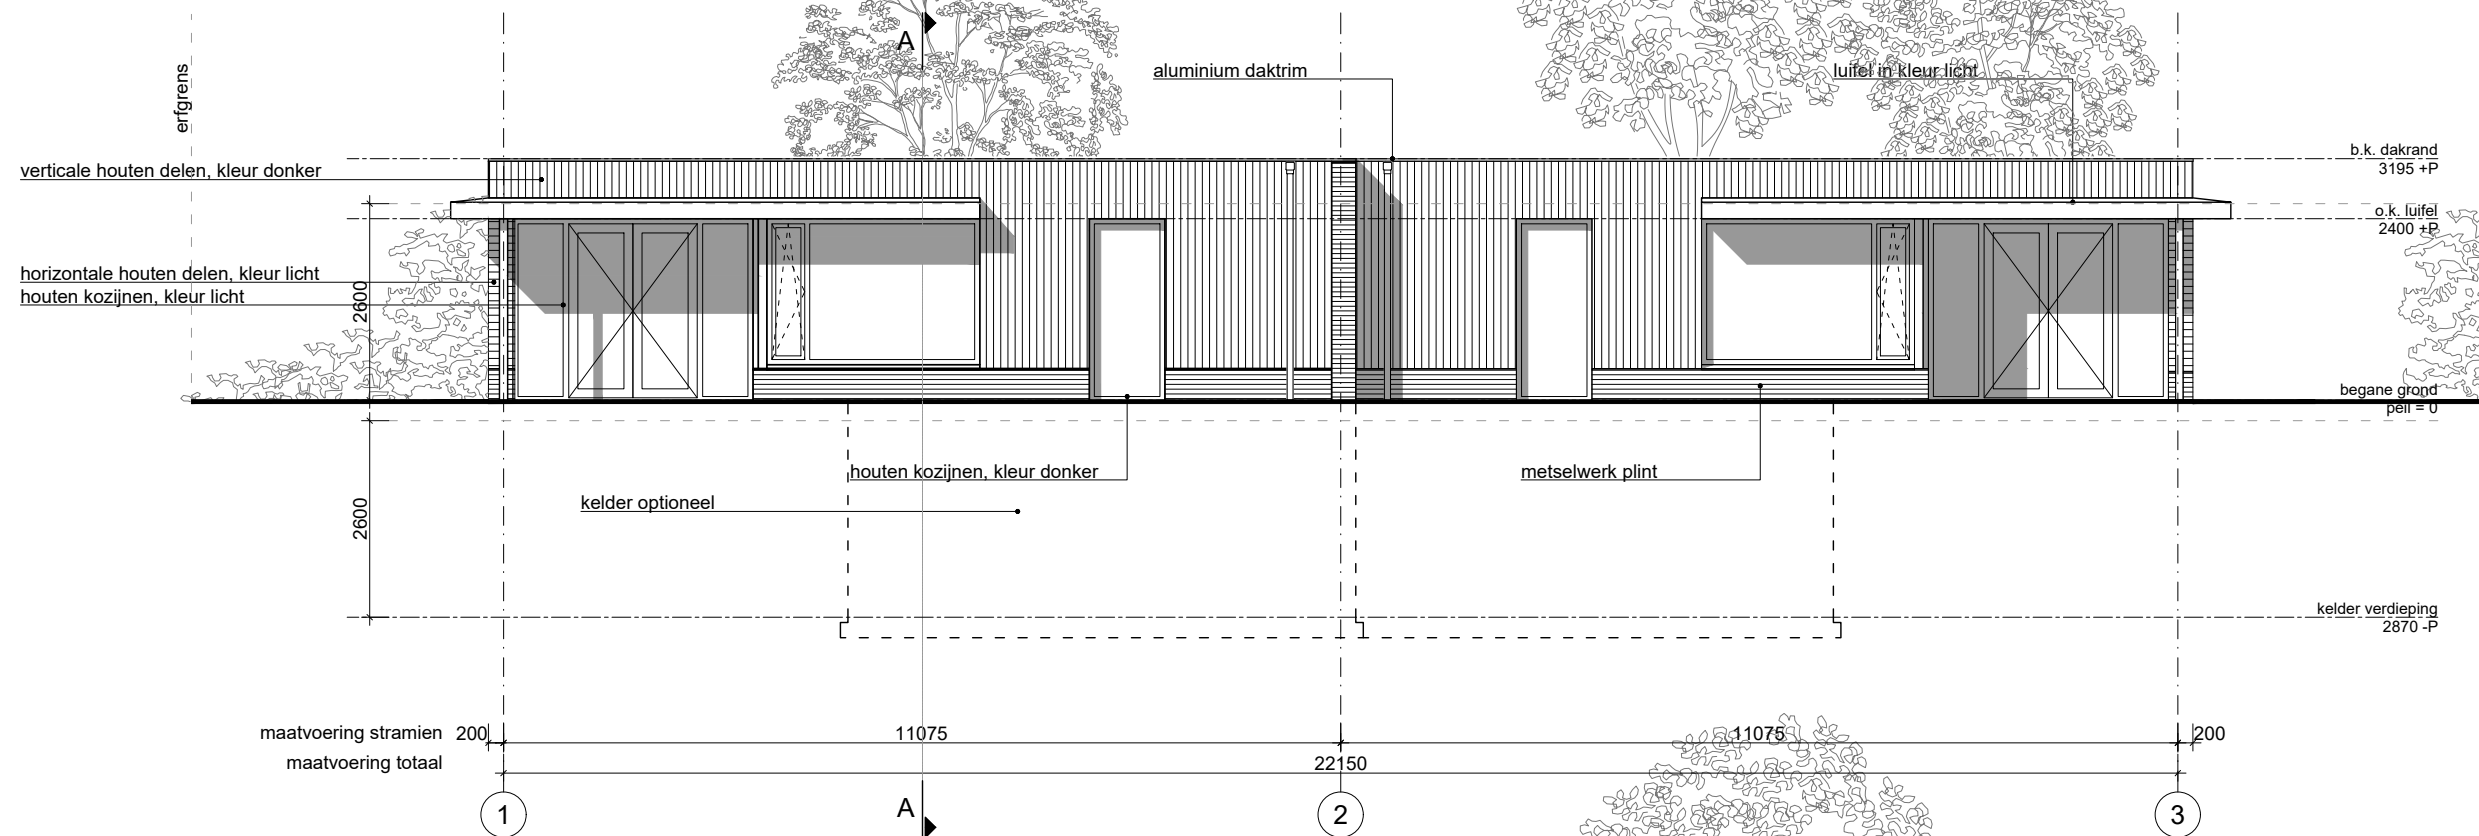 A
erfgrens
aluminium daktrim
luifel in kleur licht
b.k. dakrand
3195 +P
verticale houten delen, kleur donker
o.k. luifel
2400 +P
horizontale houten delen, kleur licht
houten kozijnen, kleur licht
2600
begane grond
peil = 0
houten kozijnen, kleur donker
metselwerk plint
kelder optioneel
2600
kelder verdieping
2870 -P
maatvoering stramien 200 11075 11075 200
maatvoering totaal 22150
A
1 2 3